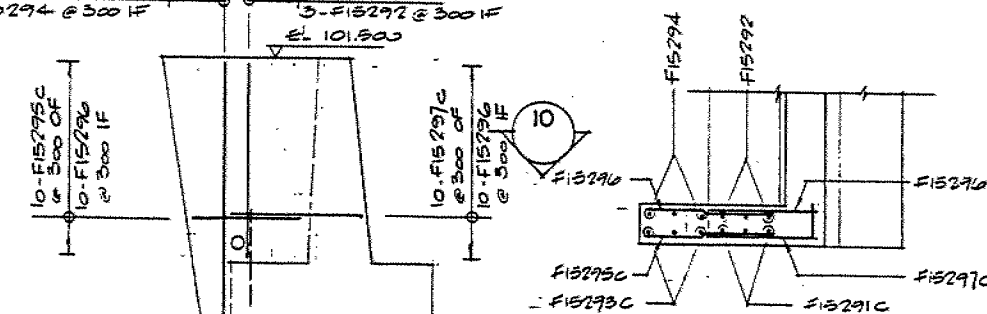 5294 @ 300 IF
3-F15292 @ 300 IF
EL 101.500
10-F15295C
@ 300 OF
10-F15296
@ 300 IF
10-F15297C
@ 300 OF
10-F15296
@ 300 IF
10
F15294
F15292
F15296
F15296
F15295C
F15297C
F15293C
F15291C